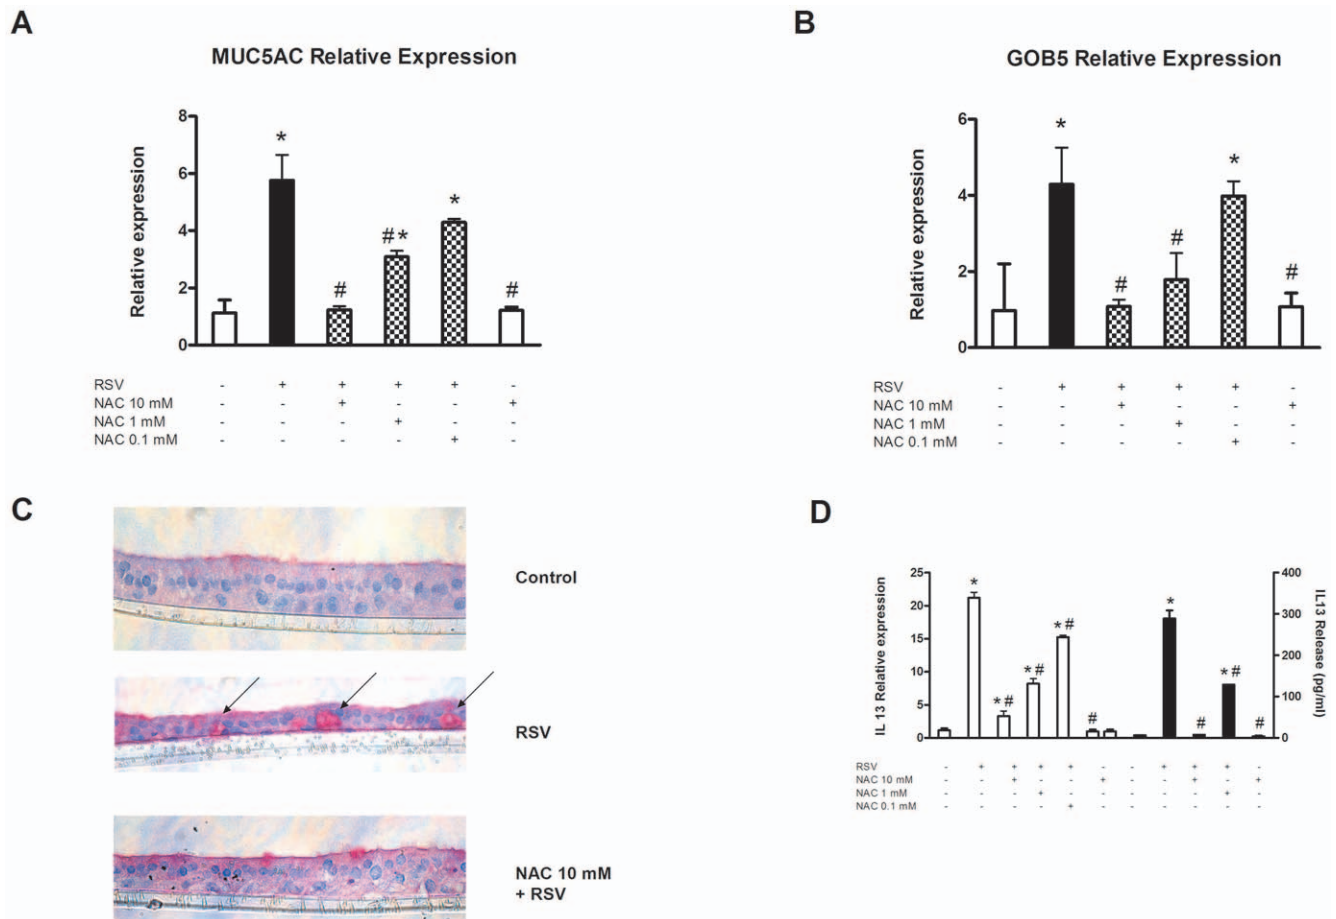 A
MUC5AC Relative Expression
Relative expression
8
6
4
2
0
*
#
#*
*
#
RSV - + + + + -
NAC 10 mM - - + - - +
NAC 1 mM - - - + - -
NAC 0.1 mM - - - - + -
B
GOB5 Relative Expression
Relative expression
6
4
2
0
*
#
#
*
#
RSV - + + + + -
NAC 10 mM - - + - - +
NAC 1 mM - - - + - -
NAC 0.1 mM - - - - + -
C
Control
RSV
NAC 10 mM
+ RSV
D
IL 13 Relative expression
25
20
15
10
5
0
*
*#
*#
*#
#
*
#
*#
#
400
300
200
100
0
IL13 Release (pg/ml)
RSV - + + + + - - + + + -
NAC 10 mM - - + - - + - - + - +
NAC 1 mM - - - + - - - - - + -
NAC 0.1 mM - - - - + - - - - - -